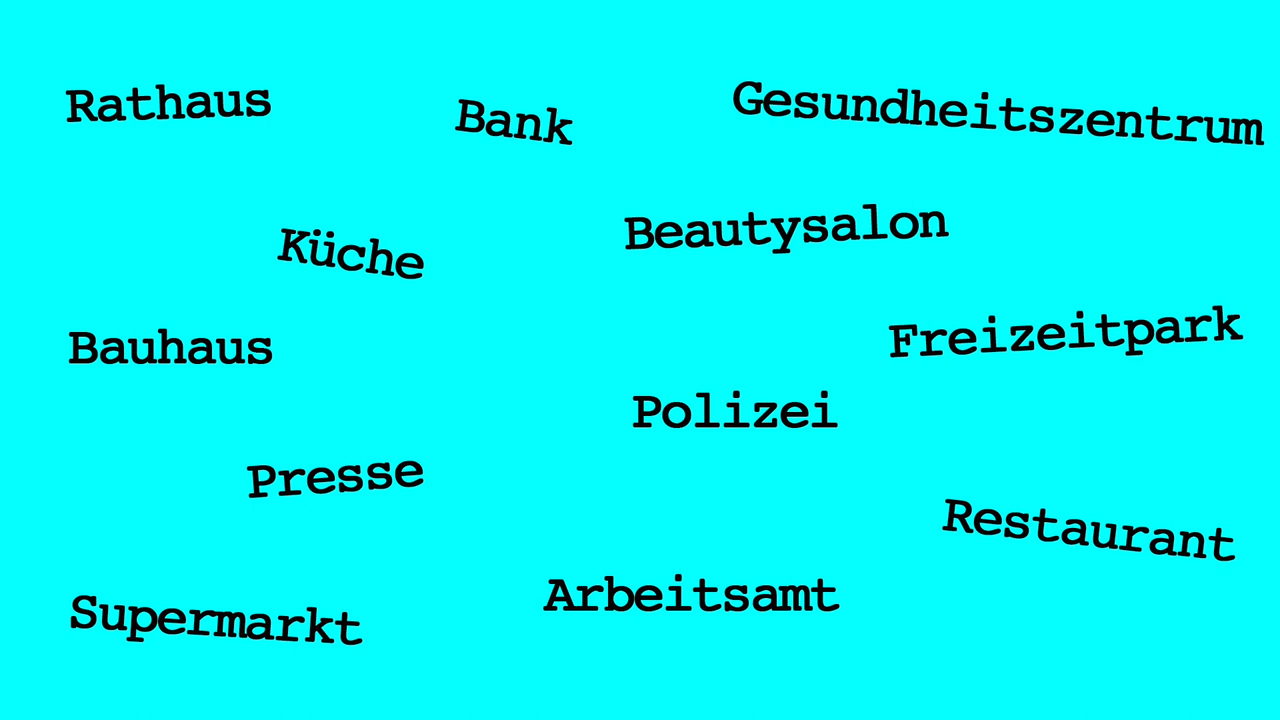 Rathaus
Bank
Gesundheitszentrum
Küche
Beautysalon
Bauhaus
Freizeitpark
Polizei
Presse
Restaurant
Supermarkt
Arbeitsamt